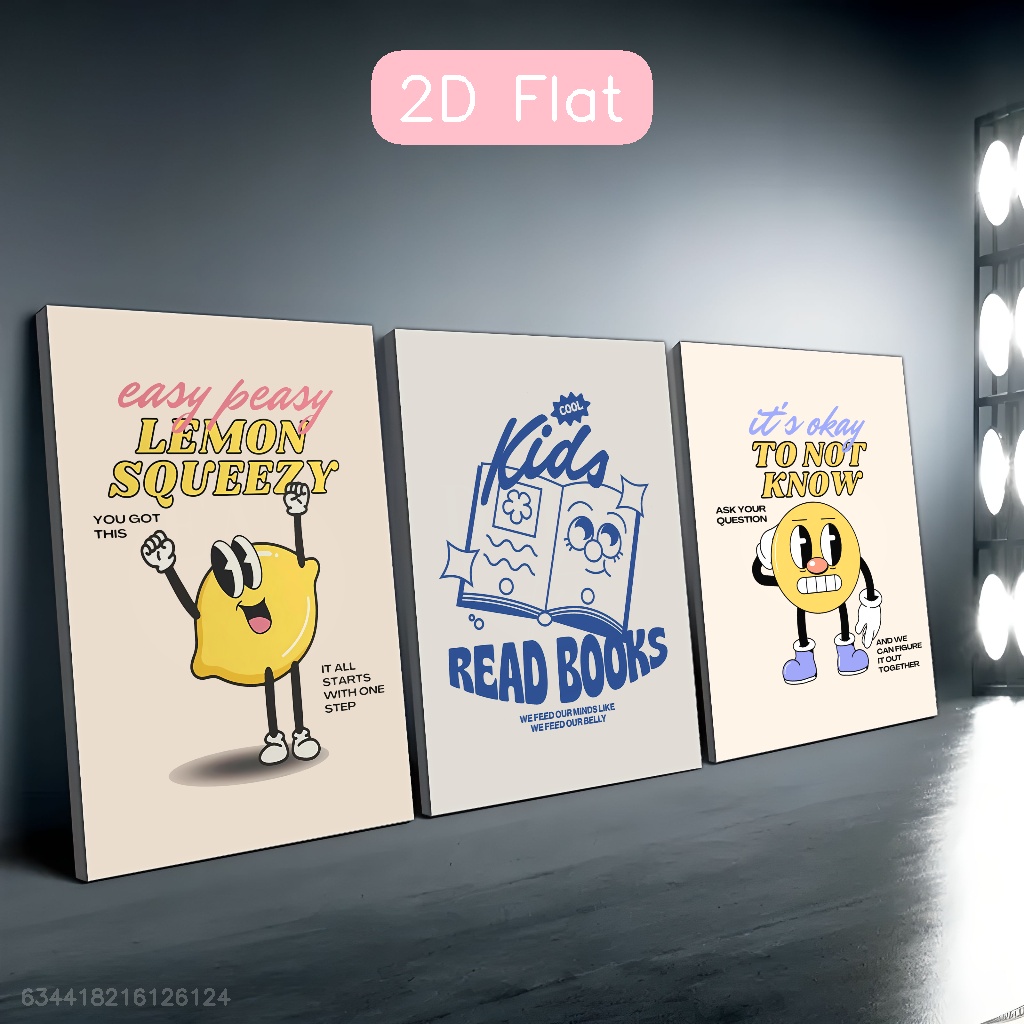 2D Flat
easy peasy
LEMON
SQUEEZY
YOU GOT
THIS
IT ALL
STARTS
WITH ONE
STEP
COOL
Kids
READ BOOKS
WE FEED OUR MINDS LIKE
WE FEED OUR BELLY
it's okay
TO NOT
KNOW
ASK YOUR
QUESTION
AND WE
CAN FIGURE
IT OUT
TOGETHER
634418216126124